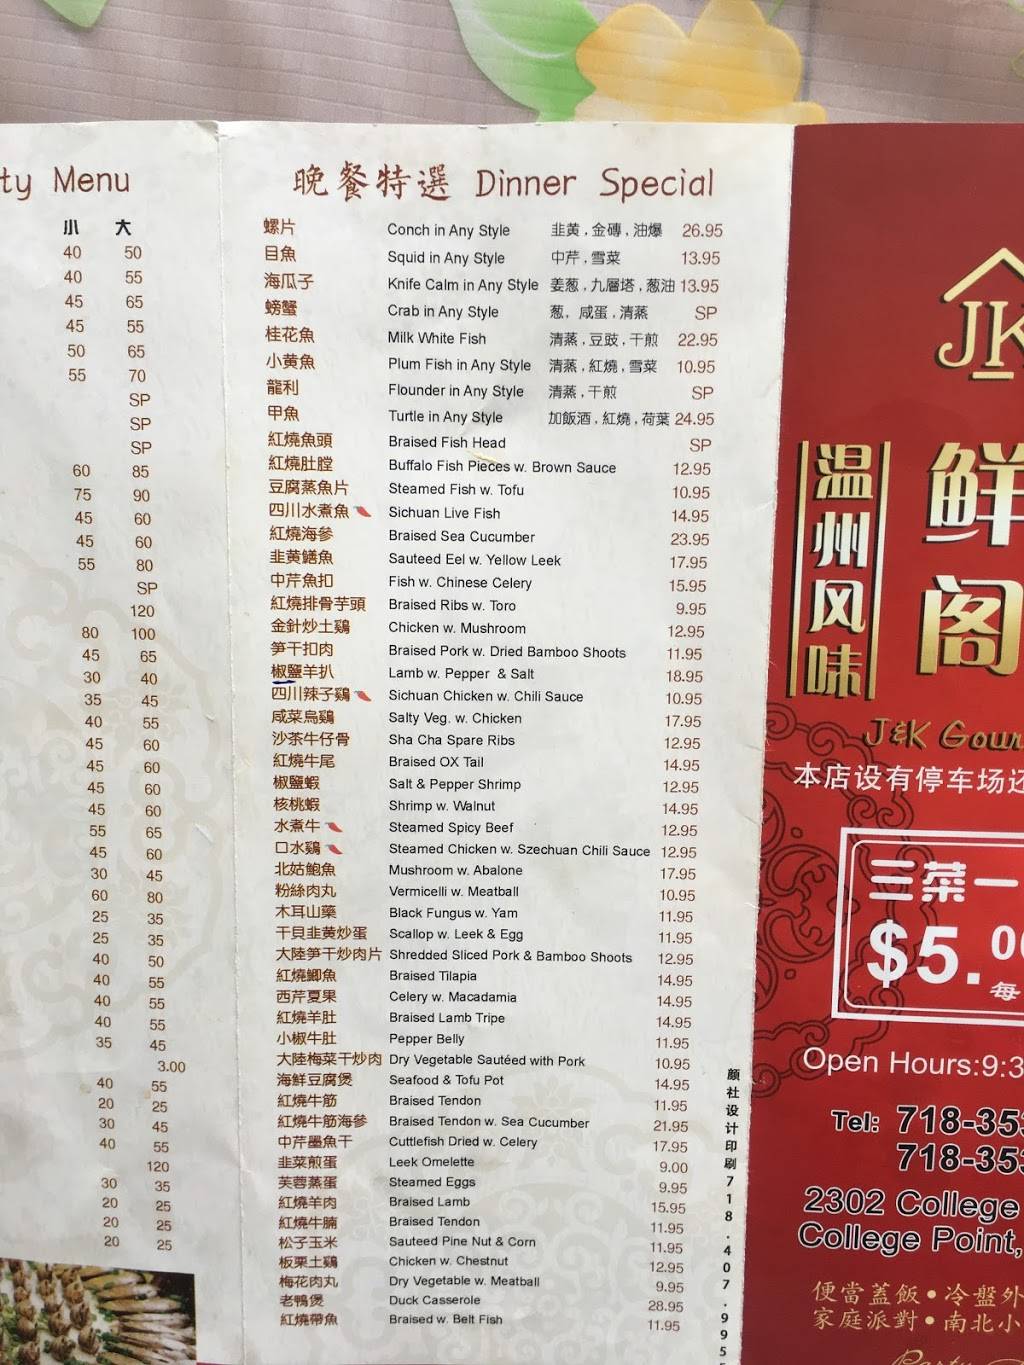 ty Menu
小 大
40 50
40 55
45 65
45 55
50 65
55 70
SP
SP
SP
60 85
75 90
45 60
45 60
55 80
SP
120
80 100
45 65
30 40
35 45
40 55
45 60
45 60
45 60
45 60
55 65
45 60
30 45
60 80
25 35
25 35
40 50
40 55
40 55
40 55
35 45
3.00
40 55
20 25
30 45
40 55
120
30 35
20 25
20 25
20 25
晚餐特選 Dinner Special
螺片 Conch in Any Style 韭黄,金磚,油爆 26.95
目魚 Squid in Any Style 中芹,雪菜 13.95
海瓜子 Knife Calm in Any Style 姜葱,九層塔,葱油 13.95
螃蟹 Crab in Any Style 葱, 咸蛋,清蒸 SP
桂花魚 Milk White Fish 清蒸,豆豉,干煎 22.95
小黄魚 Plum Fish in Any Style 清蒸,紅燒,雪菜 10.95
龍利 Flounder in Any Style 清蒸,干煎 SP
甲魚 Turtle in Any Style 加飯酒,紅燒,荷葉 24.95
紅燒魚頭 Braised Fish Head SP
紅燒肚膛 Buffalo Fish Pieces w. Brown Sauce 12.95
豆腐蒸魚片 Steamed Fish w. Tofu 10.95
四川水煮魚 Sichuan Live Fish 14.95
紅燒海參 Braised Sea Cucumber 23.95
韭黄鱔魚 Sauteed Eel w. Yellow Leek 17.95
中芹魚扣 Fish w. Chinese Celery 15.95
紅燒排骨芋頭 Braised Ribs w. Toro 9.95
金針炒土鷄 Chicken w. Mushroom 12.95
笋干扣肉 Braised Pork w. Dried Bamboo Shoots 11.95
椒鹽羊扒 Lamb w. Pepper & Salt 18.95
四川辣子鷄 Sichuan Chicken w. Chili Sauce 10.95
咸菜烏鷄 Salty Veg. w. Chicken 17.95
沙茶牛仔骨 Sha Cha Spare Ribs 12.95
紅燒牛尾 Braised OX Tail 14.95
椒鹽蝦 Salt & Pepper Shrimp 12.95
核桃蝦 Shrimp w. Walnut 14.95
水煮牛 Steamed Spicy Beef 12.95
口水鷄 Steamed Chicken w. Szechuan Chili Sauce 12.95
北姑鮑魚 Mushroom w. Abalone 17.95
粉絲肉丸 Vermicelli w. Meatball 10.95
木耳山藥 Black Fungus w. Yam 11.95
干貝韭黄炒蛋 Scallop w. Leek & Egg 11.95
大陸笋干炒肉片 Shredded Sliced Pork & Bamboo Shoots 12.95
紅燒鯽魚 Braised Tilapia 14.95
西芹夏果 Celery w. Macadamia 14.95
紅燒羊肚 Braised Lamb Tripe 14.95
小椒牛肚 Pepper Belly 11.95
大陸梅菜干炒肉 Dry Vegetable Sautéed with Pork 10.95
海鮮豆腐煲 Seafood & Tofu Pot 14.95
紅燒牛筋 Braised Tendon 11.95
紅燒牛筋海參 Braised Tendon w. Sea Cucumber 21.95
中芹墨魚干 Cuttlefish Dried w. Celery 17.95
韭菜煎蛋 Leek Omelette 9.00
芙蓉蒸蛋 Steamed Eggs 9.95
紅燒羊肉 Braised Lamb 15.95
紅燒牛腩 Braised Tendon 11.95
松子玉米 Sauteed Pine Nut & Corn 11.95
板栗土鷄 Chicken w. Chestnut 12.95
梅花肉丸 Dry Vegetable w. Meatball 9.95
老鴨煲 Duck Casserole 28.95
紅燒帶魚 Braised w. Belt Fish 11.95
颜社设计印刷718.407.995
JK
温州风味
鲜阁
J&K Gour
本店设有停车场还
三菜一
$5.00
每
Open Hours:9:3
Tel: 718-353
718-353
2302 College
College Point,
便當蓋飯•冷盤外
家庭派對•南北小
Party